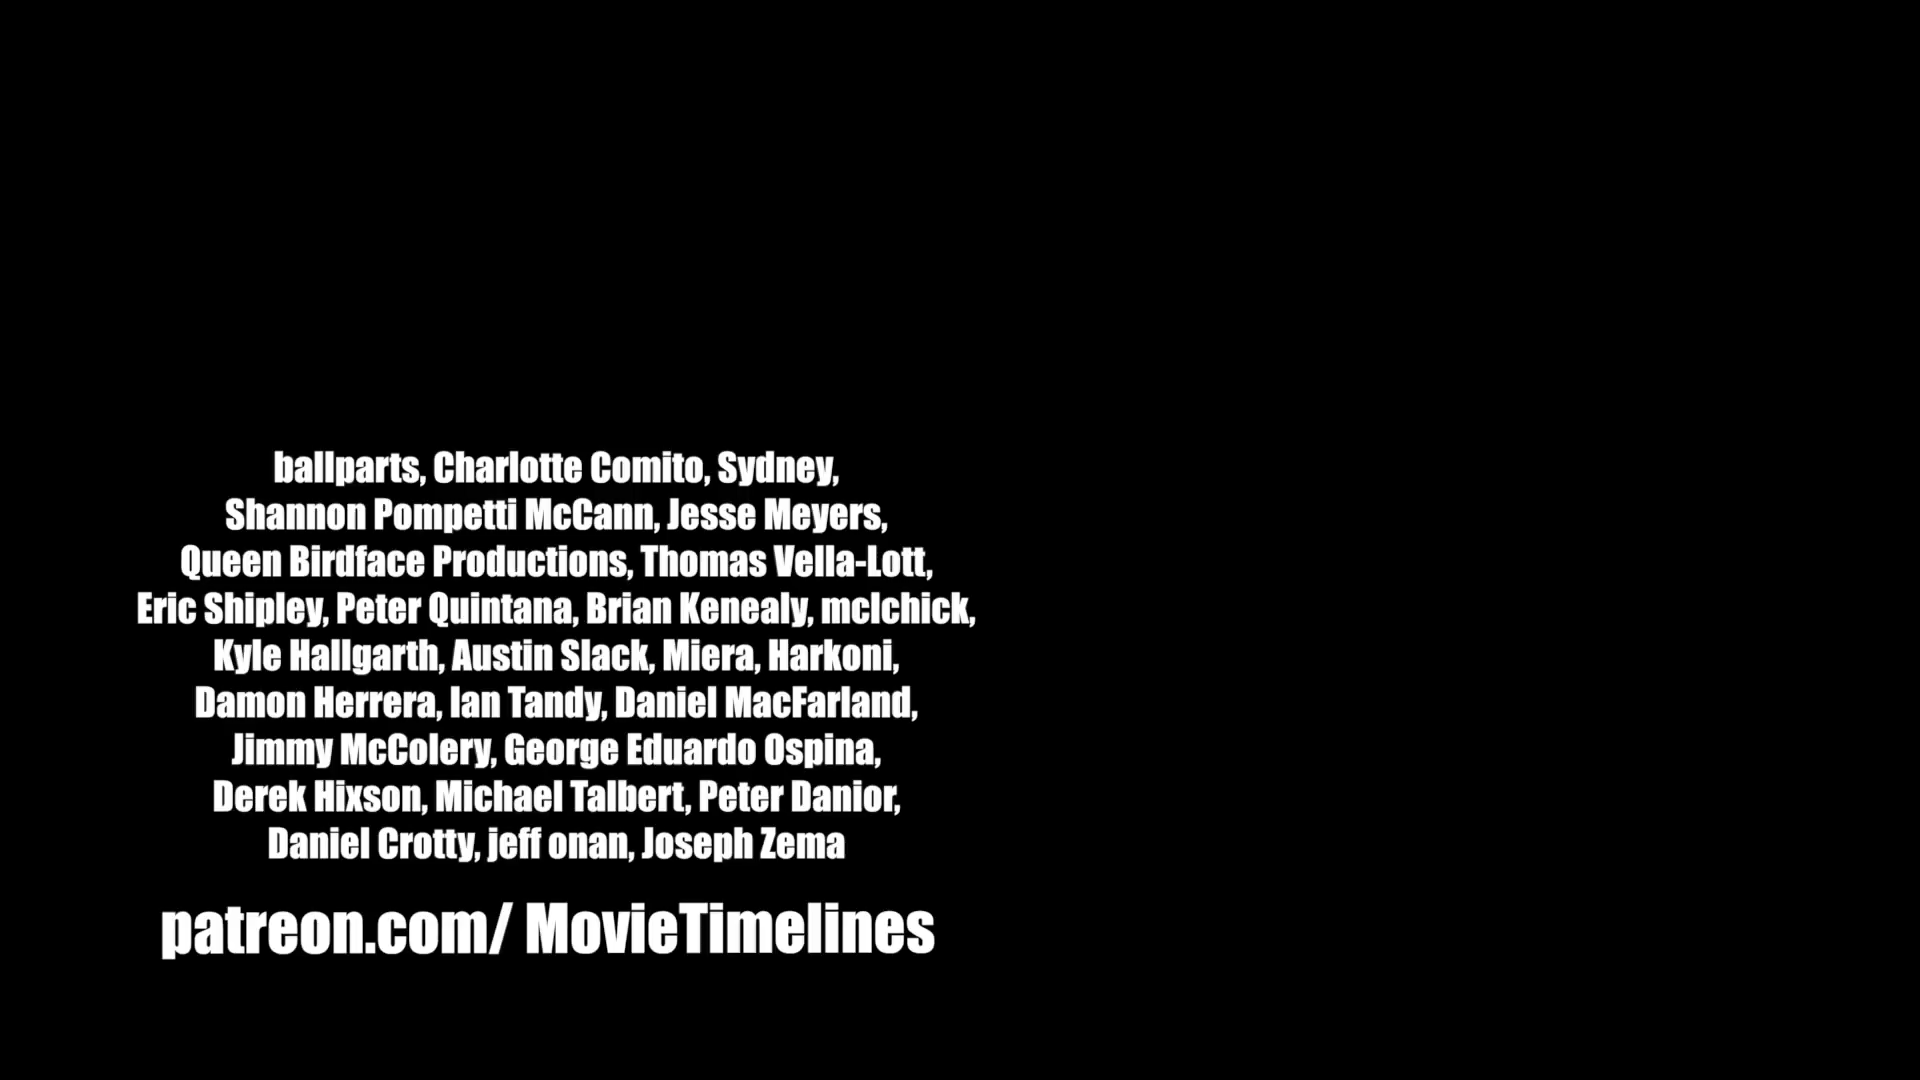 ballparts, Charlotte Comito, Sydney,
Shannon Pompetti McCann, Jesse Meyers,
Queen Birdface Productions, Thomas Vella-Lott,
Eric Shipley, Peter Quintana, Brian Kenealy, mclchick,
Kyle Hallgarth, Austin Slack, Miera, Harkoni,
Damon Herrera, Ian Tandy, Daniel MacFarland,
Jimmy McColery, George Eduardo Ospina,
Derek Hixson, Michael Talbert, Peter Danior,
Daniel Crotty, jeff onan, Joseph Zema
patreon.com/ MovieTimelines